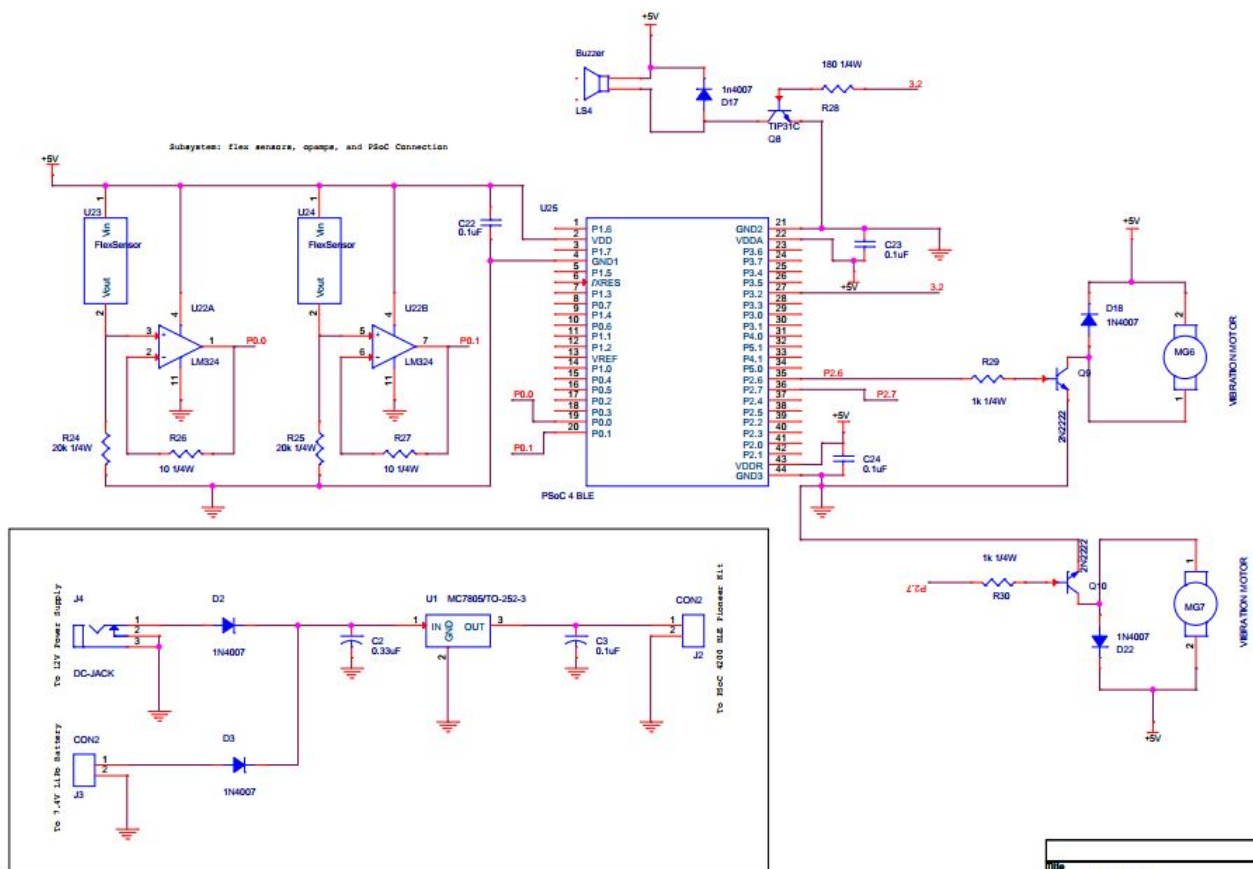 +5V
Buzzer
LS4
1n4007
D17
180 1/4W
R28
3.2
TIP31C
Q8
Subsystem: flex sensors, opamps, and PSoC Connection
+5V
U23
1
Vin
FlexSensor
Vout
2
U22A
3
2
4
1
11
LM324
P0.0
R24
20k 1/4W
R26
10 1/4W
U24
1
Vin
FlexSensor
Vout
2
U22B
5
6
4
7
11
LM324
P0.1
R25
20k 1/4W
R27
10 1/4W
C22
0.1uF
U25
1 P1.6
2 VDD
3 P1.7
4 GND1
5 P1.5
6 /XRES
7 P1.3
8 P0.7
9 P1.4
10 P0.6
11 P1.1
12 P1.2
13 VREF
14 P1.0
15 P0.4
16 P0.5
17 P0.2
18 P0.3
19 P0.0
20 P0.1
P0.0
P0.1
GND2 21
VDDA 22
P3.6 23
P3.7 24
P3.4 25
P3.5 26
P3.2 27
P3.3 28
P3.0 29
P3.1 30
P4.0 31
P5.1 32
P4.1 33
P5.0 34
P2.6 35
P2.7 36
P2.4 37
P2.5 38
P2.2 39
P2.3 40
P2.0 41
P2.1 42
VDDR 43
GND3 44
PSoC 4 BLE
C23
0.1uF
+5V
3.2
P2.6
P2.7
+5V
C24
0.1uF
R29
1k 1/4W
Q9
2N2222
+5V
D18
1N4007
2
MG6
1
VIBRATION MOTOR
P2.7
1k 1/4W
R30
2N2222
Q10
1N4007
D22
1
MG7
2
VIBRATION MOTOR
+5V
To 12V Power Supply
J4
1
2
3
DC-JACK
D2
1N4007
C2
0.33uF
U1 MC7805/TO-252-3
1 IN
GND
OUT 3
2
C3
0.1uF
CON2
1
2
J2
To PSoC 4200 BLE Pioneer Kit
To 7.4V LiPo Battery
CON2
1
2
J3
D3
1N4007
Title